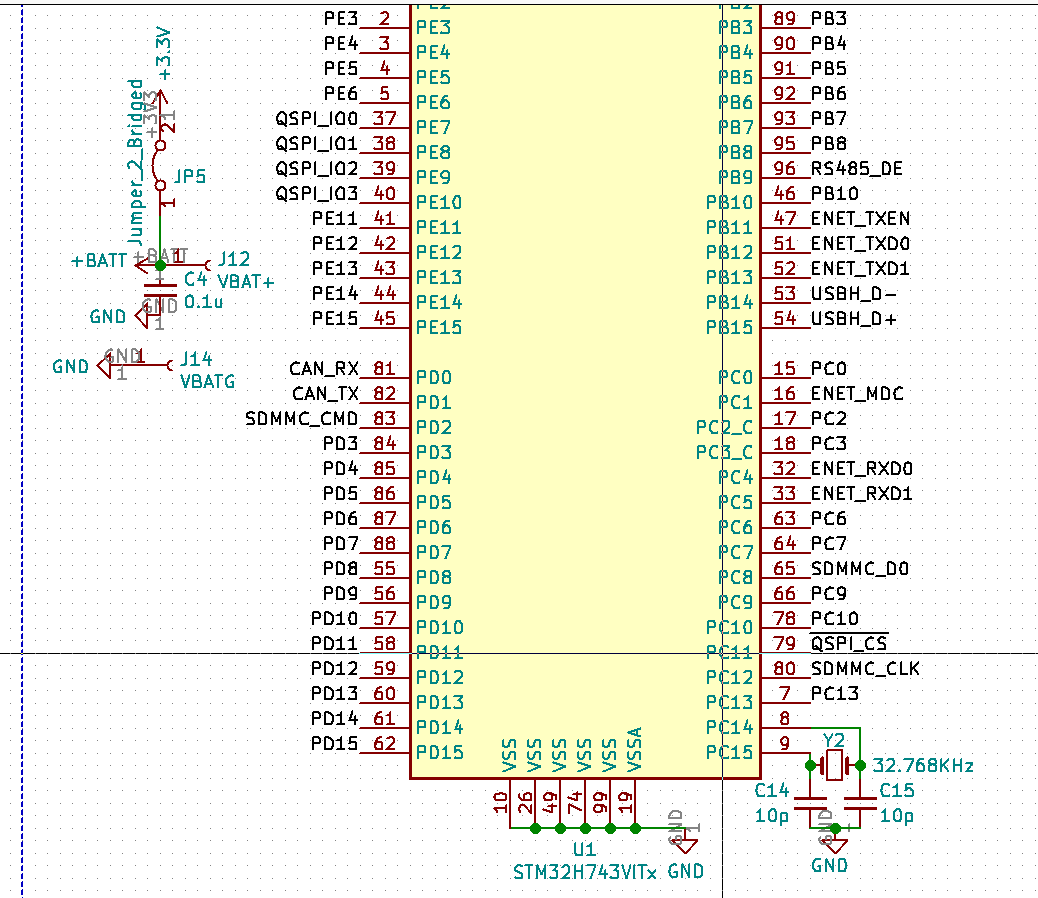 PE2 PB2
PE3 2 PE3 PB3 89 PB3
PE4 3 PE4 PB4 90 PB4
PE5 4 PE5 PB5 91 PB5
PE6 5 PE6 PB6 92 PB6
QSPI_IO0 37 PE7 PB7 93 PB7
QSPI_IO1 38 PE8 PB8 95 PB8
QSPI_IO2 39 PE9 PB9 96 RS485_DE
QSPI_IO3 40 PE10 PB10 46 PB10
PE11 41 PE11 PB11 47 ENET_TXEN
PE12 42 PE12 PB12 51 ENET_TXD0
PE13 43 PE13 PB13 52 ENET_TXD1
PE14 44 PE14 PB14 53 USBH_D-
PE15 45 PE15 PB15 54 USBH_D+
CAN_RX 81 PD0 PC0 15 PC0
CAN_TX 82 PD1 PC1 16 ENET_MDC
SDMMC_CMD 83 PD2 PC2_C 17 PC2
PD3 84 PD3 PC3_C 18 PC3
PD4 85 PD4 PC4 32 ENET_RXD0
PD5 86 PD5 PC5 33 ENET_RXD1
PD6 87 PD6 PC6 63 PC6
PD7 88 PD7 PC7 64 PC7
PD8 55 PD8 PC8 65 SDMMC_D0
PD9 56 PD9 PC9 66 PC9
PD10 57 PD10 PC10 78 PC10
PD11 58 PD11 PC11 79 QSPI_CS
PD12 59 PD12 PC12 80 SDMMC_CLK
PD13 60 PD13 PC13 7 PC13
PD14 61 PD14 PC14 8
PD15 62 PD15 PC15 9
VSS VSS VSS VSS VSS VSSA
10 26 49 74 99 19
GND 1
U1
STM32H743VITx GND
+3.3V
+3V3 1
Jumper_2_Bridged
2
JP5
1
+BATT +BATT 1 J12
VBAT+
1 C4
0.1u
GND GND
1
GND GND 1 J14
1 VBATG
Y2
32.768KHz
C14 C15
10p 10p
GND 1
GND